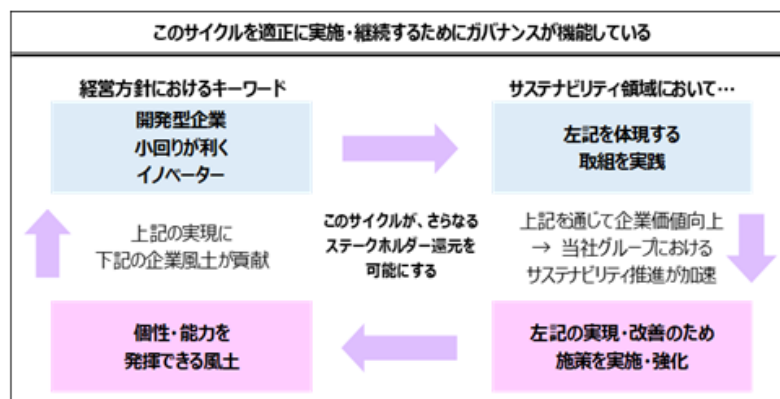 このサイクルを適正に実施・継続するためにガバナンスが機能している
経営方針におけるキーワード
開発型企業
小回りが利く
イノベーター
サステナビリティ領域において…
左記を体現する
取組を実践
上記の実現に
下記の企業風土が貢献
このサイクルが、さらなる
ステークホルダー還元を
可能にする
上記を通じて企業価値向上
→ 当社グループにおける
サステナビリティ推進が加速
個性・能力を
発揮できる風土
左記の実現・改善のため
施策を実施・強化